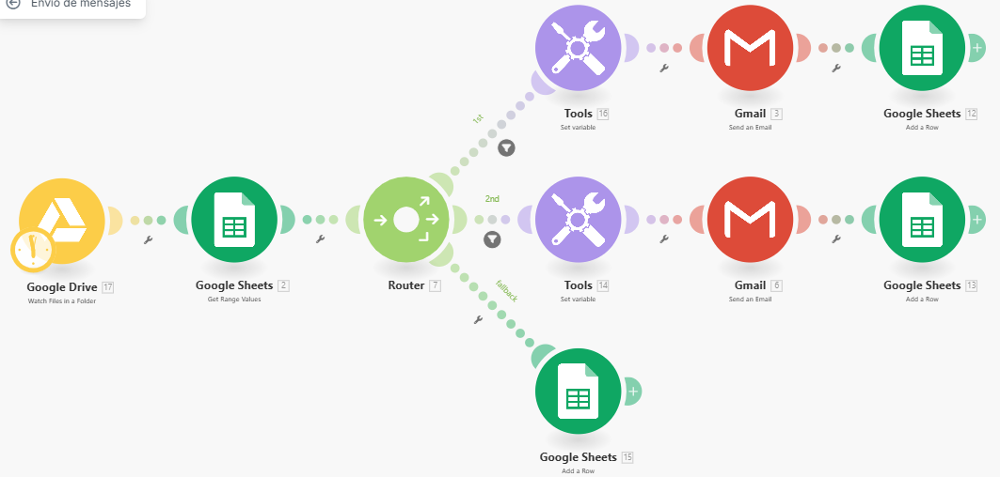 Envío de mensajes
Tools 16
Set variable
Gmail 3
Send an Email
Google Sheets 12
Add a Row
1st
Google Drive 17
Watch Files in a Folder
Google Sheets 2
Get Range Values
Router 7
2nd
Tools 14
Set variable
Gmail 6
Send an Email
Google Sheets 13
Add a Row
fallback
Google Sheets 15
Add a Row